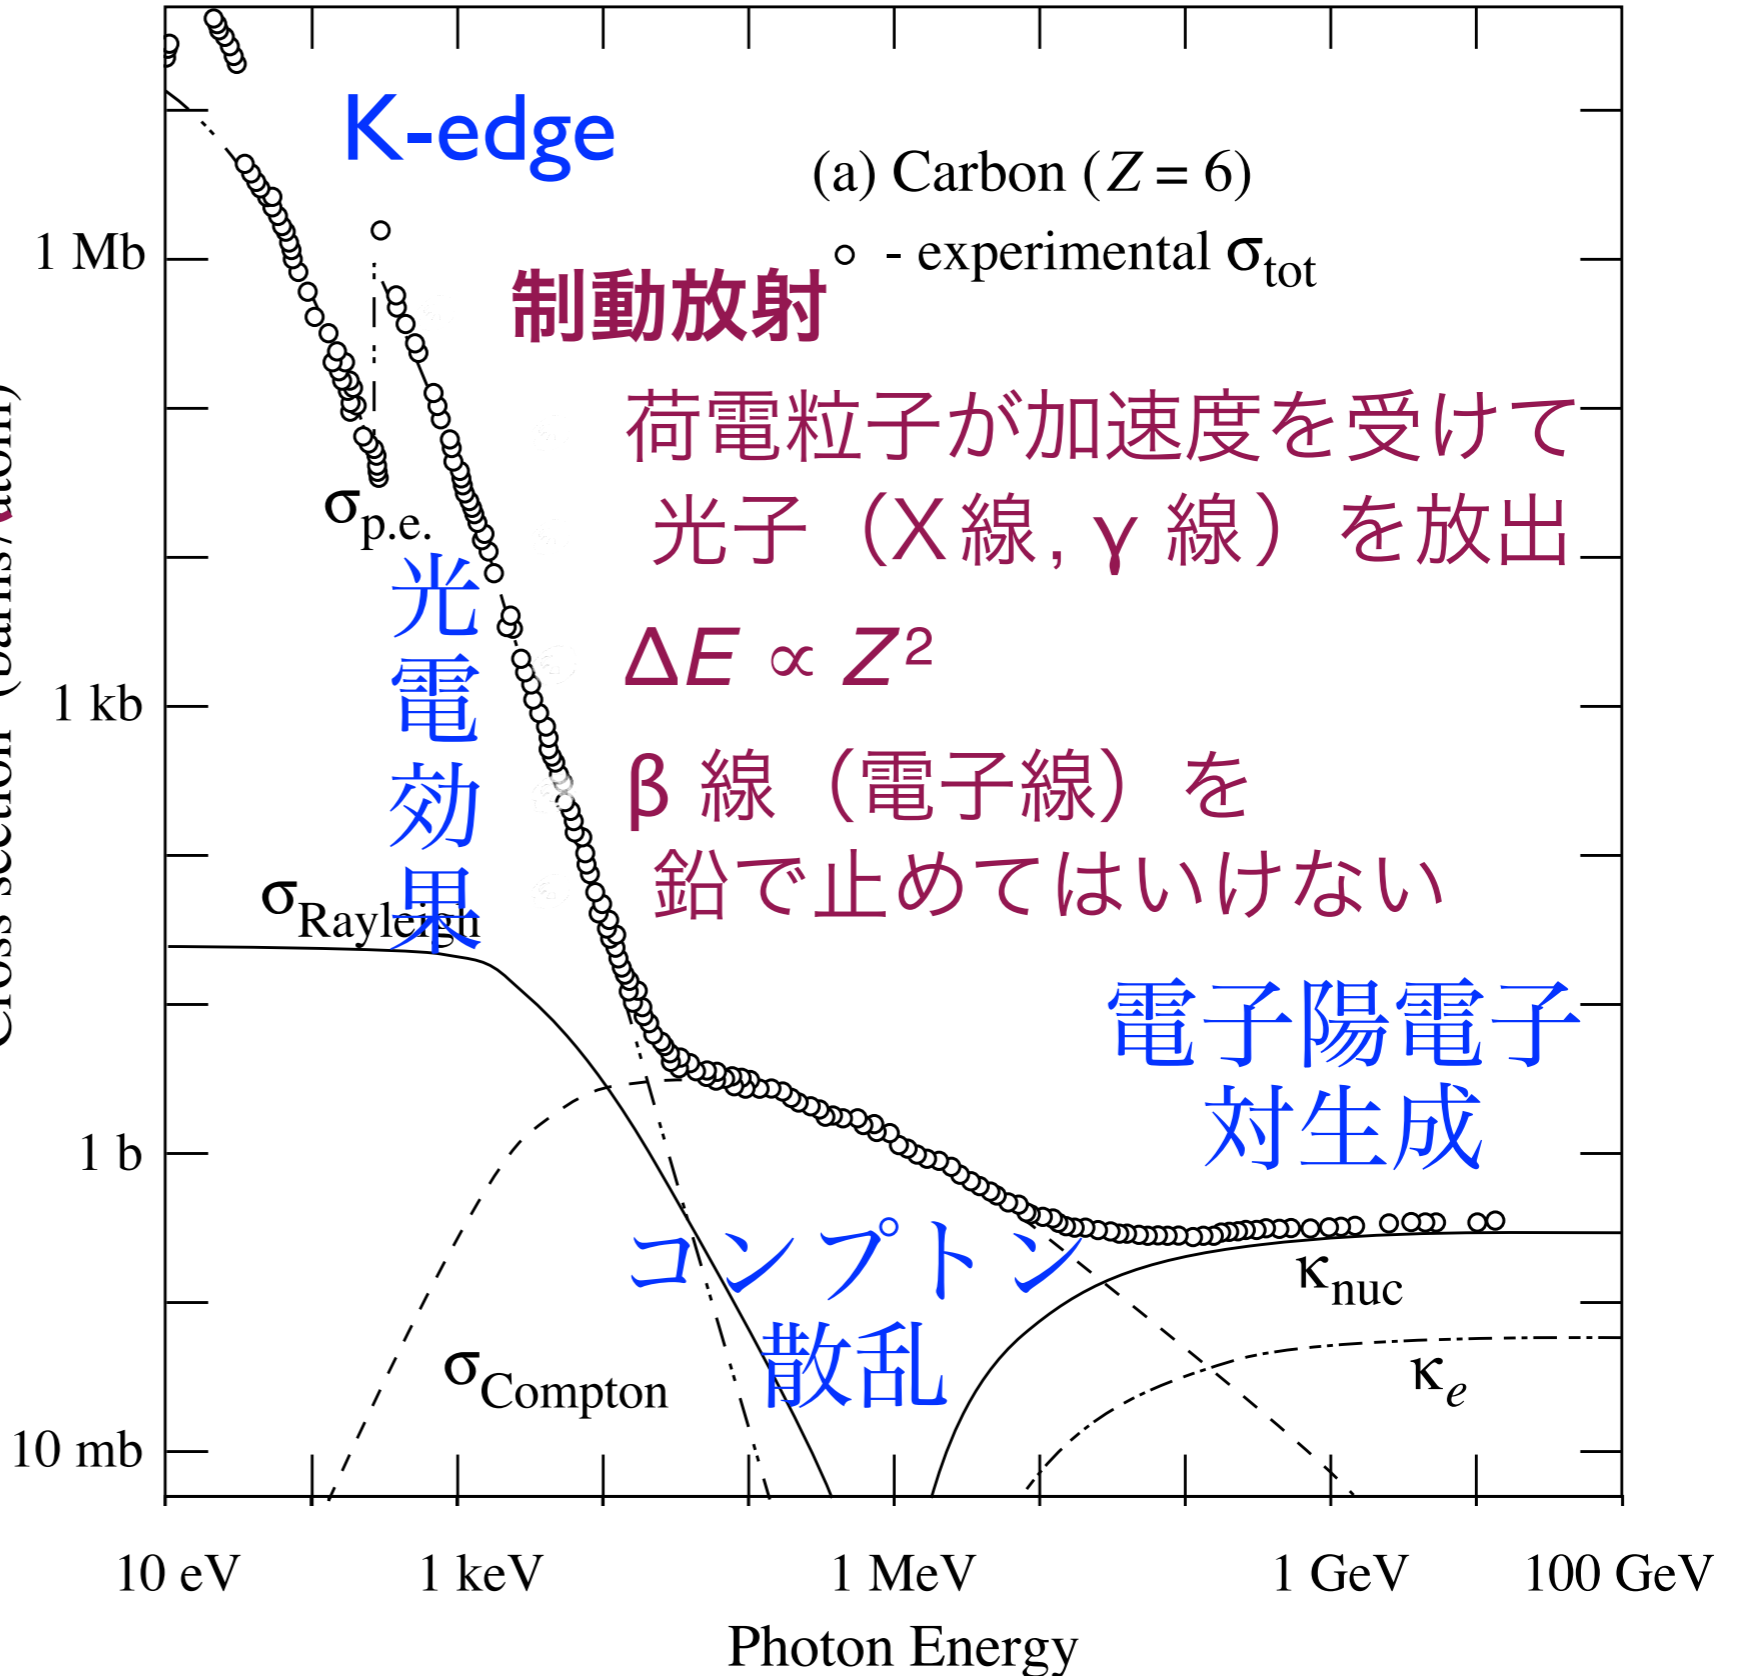 K-edge
(a) Carbon (Z = 6)
1 Mb
○ - experimental σtot
制動放射
荷電粒子が加速度を受けて
光子（X線, γ 線）を放出
σp.e.
光電効果
ΔE ∝ Z²
1 kb
β 線（電子線）を
鉛で止めてはいけない
σRayleigh
電子陽電子
対生成
1 b
コンプトン
散乱
κnuc
σCompton
κe
10 mb
10 eV 1 keV 1 MeV 1 GeV 100 GeV
Photon Energy